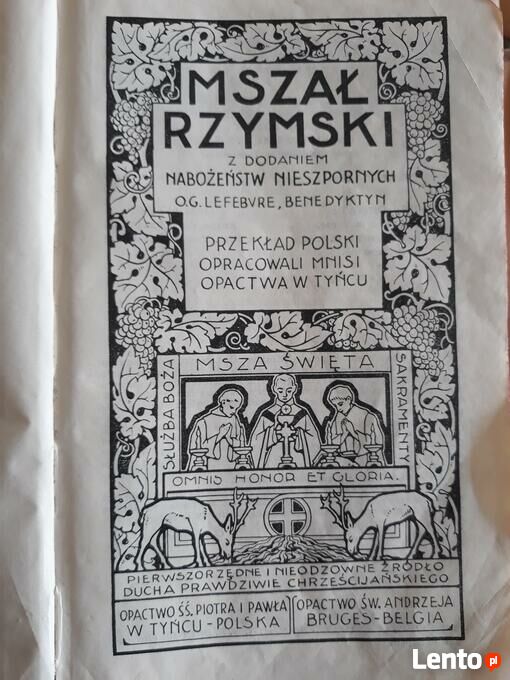 MSZAŁ
RZYMSKI
Z DODANIEM
NABOŻEŃSTW NIESZPORNYCH
O.G. LEFEBVRE, BENEDYKTYN
PRZEKŁAD POLSKI
OPRACOWALI MNISI
OPACTWA W TYŃCU
MSZA ŚWIĘTA
SŁUŻBA BOŻA
SAKRAMENTY
OMNIS HONOR ET GLORIA.
PIERWSZORZĘDNE I NIEODZOWNE ŹRÓDŁO
DUCHA PRAWDZIWIE CHRZEŚCIJAŃSKIEGO
OPACTWO ŚŚ. PIOTRA I PAWŁA
W TYŃCU - POLSKA
OPACTWO ŚW. ANDRZEJA
BRUGES - BELGIA
Lento.pl